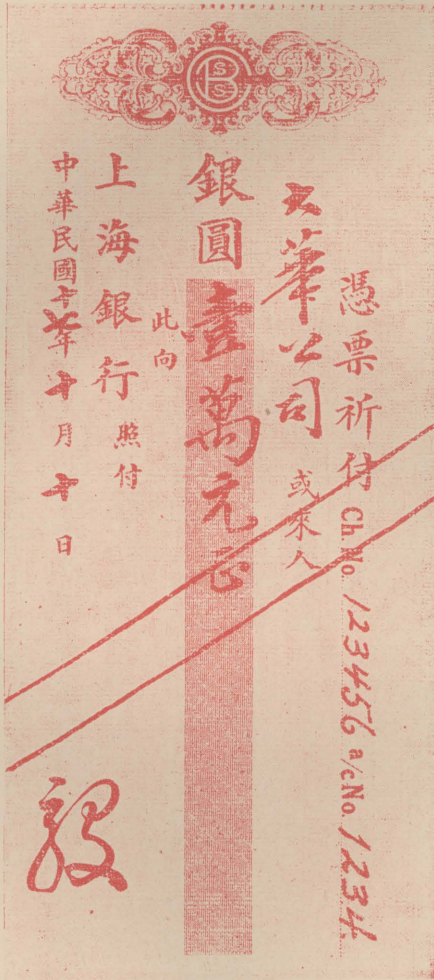 憑票祈付 Ch. No. 123456 a/c No. 1234
大華公司 或來人
銀圓壹萬元正
此向
上海銀行 照付
中華民國十七年十月十日